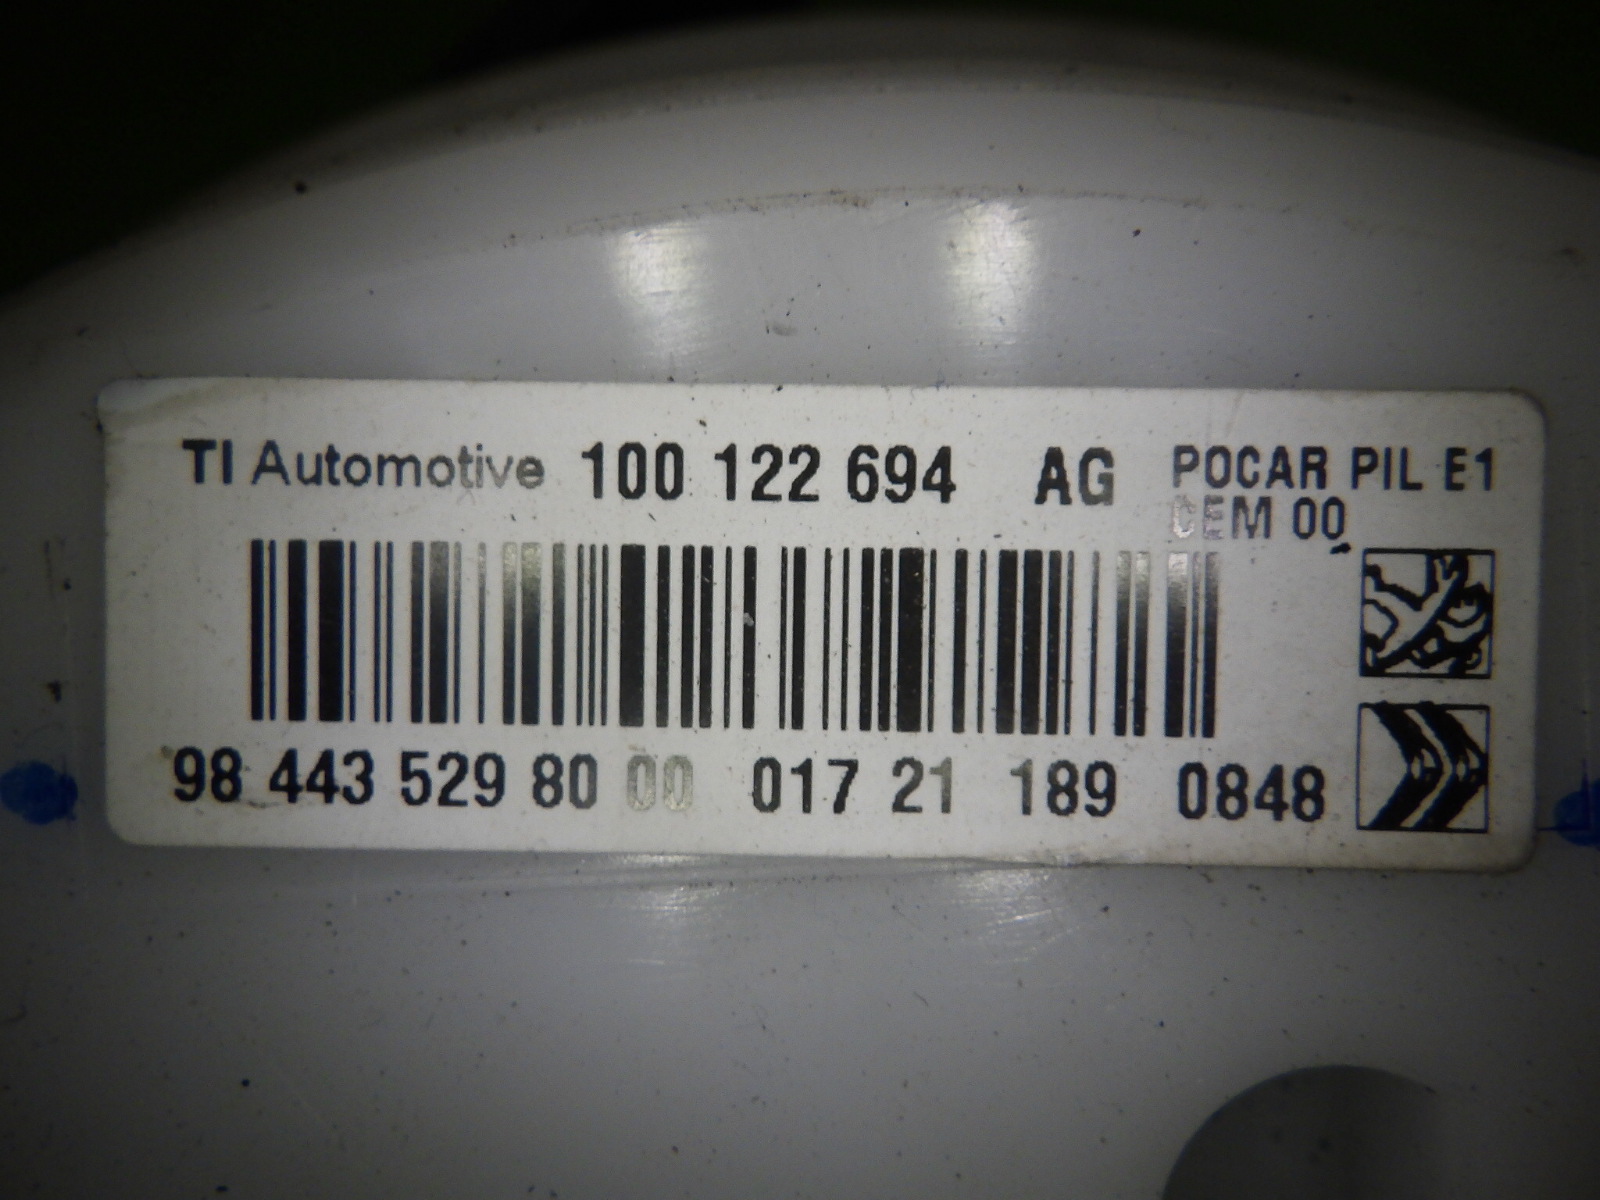 TI Automotive 100 122 694 AG POCAR PIL E1
CEM 00
98 443 529 80 00 017 21 189 0848